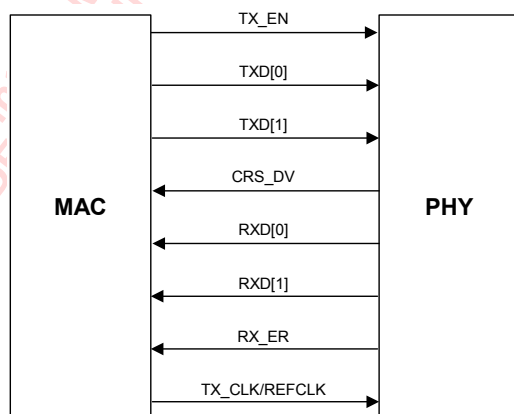 TX_EN
TXD[0]
TXD[1]
CRS_DV
MAC
PHY
RXD[0]
RXD[1]
RX_ER
TX_CLK/REFCLK